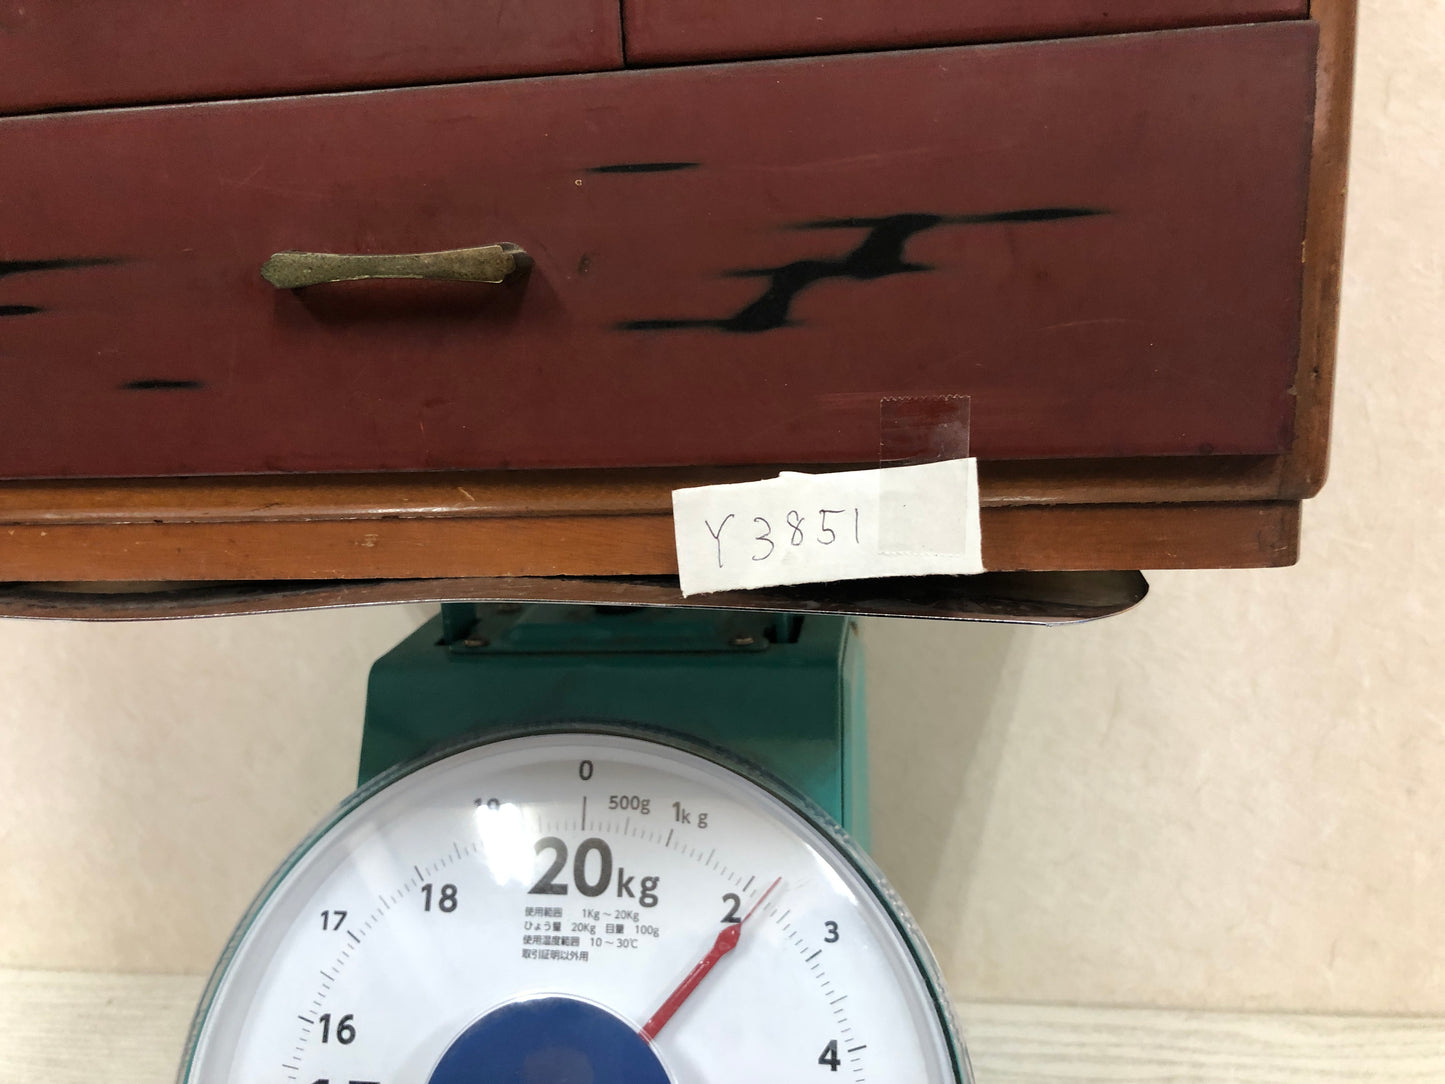 Y3851
0
500g
1kg
19
20kg
18
2
使用範囲 1Kg～20Kg
ひょう量 20Kg 目量 100g
使用温度範囲 10～30℃
取引証明以外用
17
3
16
4